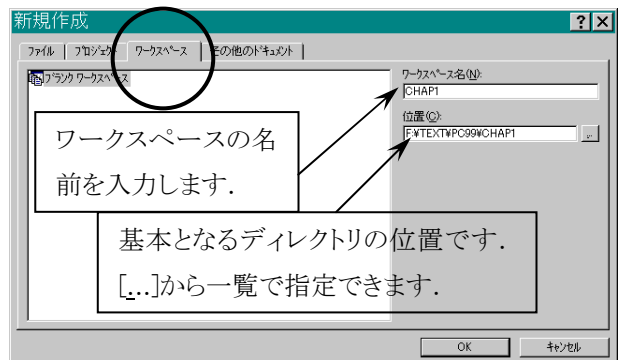 新規作成
ファイル プロジェクト ワークスペース その他のドキュメント
ブランク ワークスペース
ワークスペース名(N):
CHAP1
位置(C):
F:¥TEXT¥PC99¥CHAP1
...
ワークスペースの名
前を入力します．
基本となるディレクトリの位置です．
[...]から一覧で指定できます．
OK キャンセル